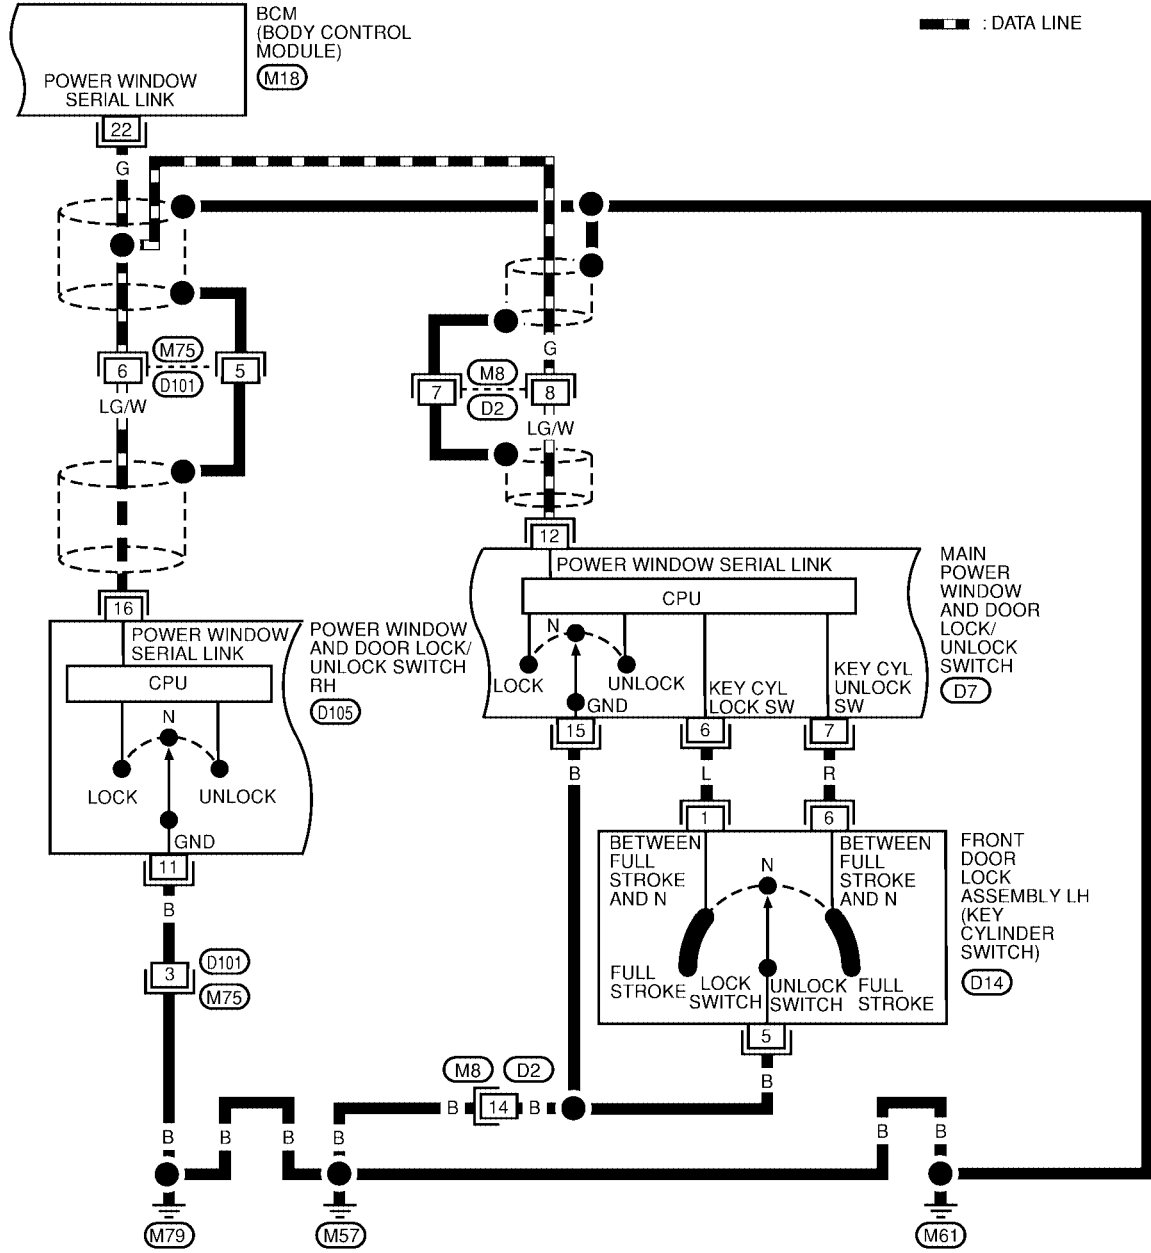 BCM
(BODY CONTROL
MODULE)
M18
: DATA LINE
POWER WINDOW
SERIAL LINK
22
G
M75
6
5
D101
LG/W
G
M8
7
8
D2
LG/W
12
POWER WINDOW SERIAL LINK
CPU
N
LOCK
UNLOCK
GND
KEY CYL
LOCK SW
KEY CYL
UNLOCK
SW
MAIN
POWER
WINDOW
AND DOOR
LOCK/
UNLOCK
SWITCH
D7
16
POWER WINDOW
SERIAL LINK
CPU
N
LOCK
UNLOCK
GND
POWER WINDOW
AND DOOR LOCK/
UNLOCK SWITCH
RH
D105
15
6
7
B
L
R
1
6
BETWEEN
FULL
STROKE
AND N
N
BETWEEN
FULL
STROKE
AND N
FULL
STROKE
LOCK
SWITCH
UNLOCK
SWITCH
FULL
STROKE
FRONT
DOOR
LOCK
ASSEMBLY LH
(KEY
CYLINDER
SWITCH)
D14
5
B
11
B
3
D101
M75
M8
D2
B
14
B
B
B
B
B
B
B
M79
M57
M61